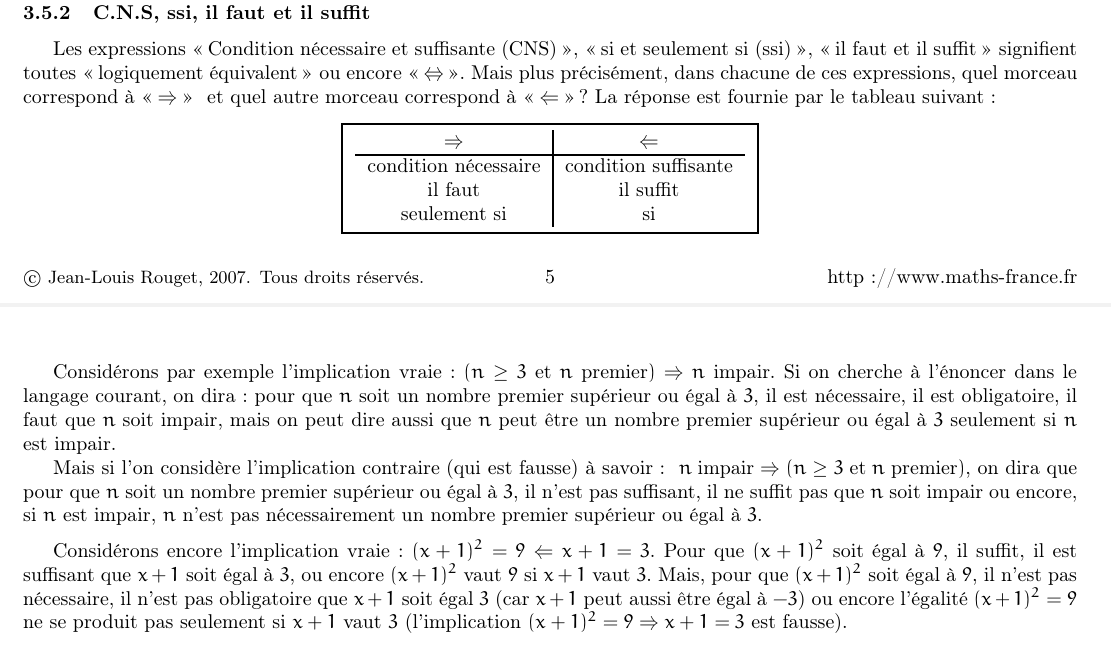 3.5.2 C.N.S, ssi, il faut et il suffit
Les expressions « Condition nécessaire et suffisante (CNS) », « si et seulement si (ssi) », « il faut et il suffit » signifient
toutes « logiquement équivalent » ou encore « ⇔ ». Mais plus précisément, dans chacune de ces expressions, quel morceau
correspond à « ⇒ » et quel autre morceau correspond à « ⇐ » ? La réponse est fournie par le tableau suivant :
⇒ ⇐
condition nécessaire condition suffisante
il faut il suffit
seulement si si
© Jean-Louis Rouget, 2007. Tous droits réservés. 5 http ://www.maths-france.fr
Considérons par exemple l'implication vraie : (n ≥ 3 et n premier) ⇒ n impair. Si on cherche à l'énoncer dans le
langage courant, on dira : pour que n soit un nombre premier supérieur ou égal à 3, il est nécessaire, il est obligatoire, il
faut que n soit impair, mais on peut dire aussi que n peut être un nombre premier supérieur ou égal à 3 seulement si n
est impair.
Mais si l'on considère l'implication contraire (qui est fausse) à savoir : n impair ⇒ (n ≥ 3 et n premier), on dira que
pour que n soit un nombre premier supérieur ou égal à 3, il n'est pas suffisant, il ne suffit pas que n soit impair ou encore,
si n est impair, n n'est pas nécessairement un nombre premier supérieur ou égal à 3.
Considérons encore l'implication vraie : (x + 1)² = 9 ⇐ x + 1 = 3. Pour que (x + 1)² soit égal à 9, il suffit, il est
suffisant que x + 1 soit égal à 3, ou encore (x + 1)² vaut 9 si x + 1 vaut 3. Mais, pour que (x + 1)² soit égal à 9, il n'est pas
nécessaire, il n'est pas obligatoire que x + 1 soit égal 3 (car x + 1 peut aussi être égal à −3) ou encore l'égalité (x + 1)² = 9
ne se produit pas seulement si x + 1 vaut 3 (l'implication (x + 1)² = 9 ⇒ x + 1 = 3 est fausse).